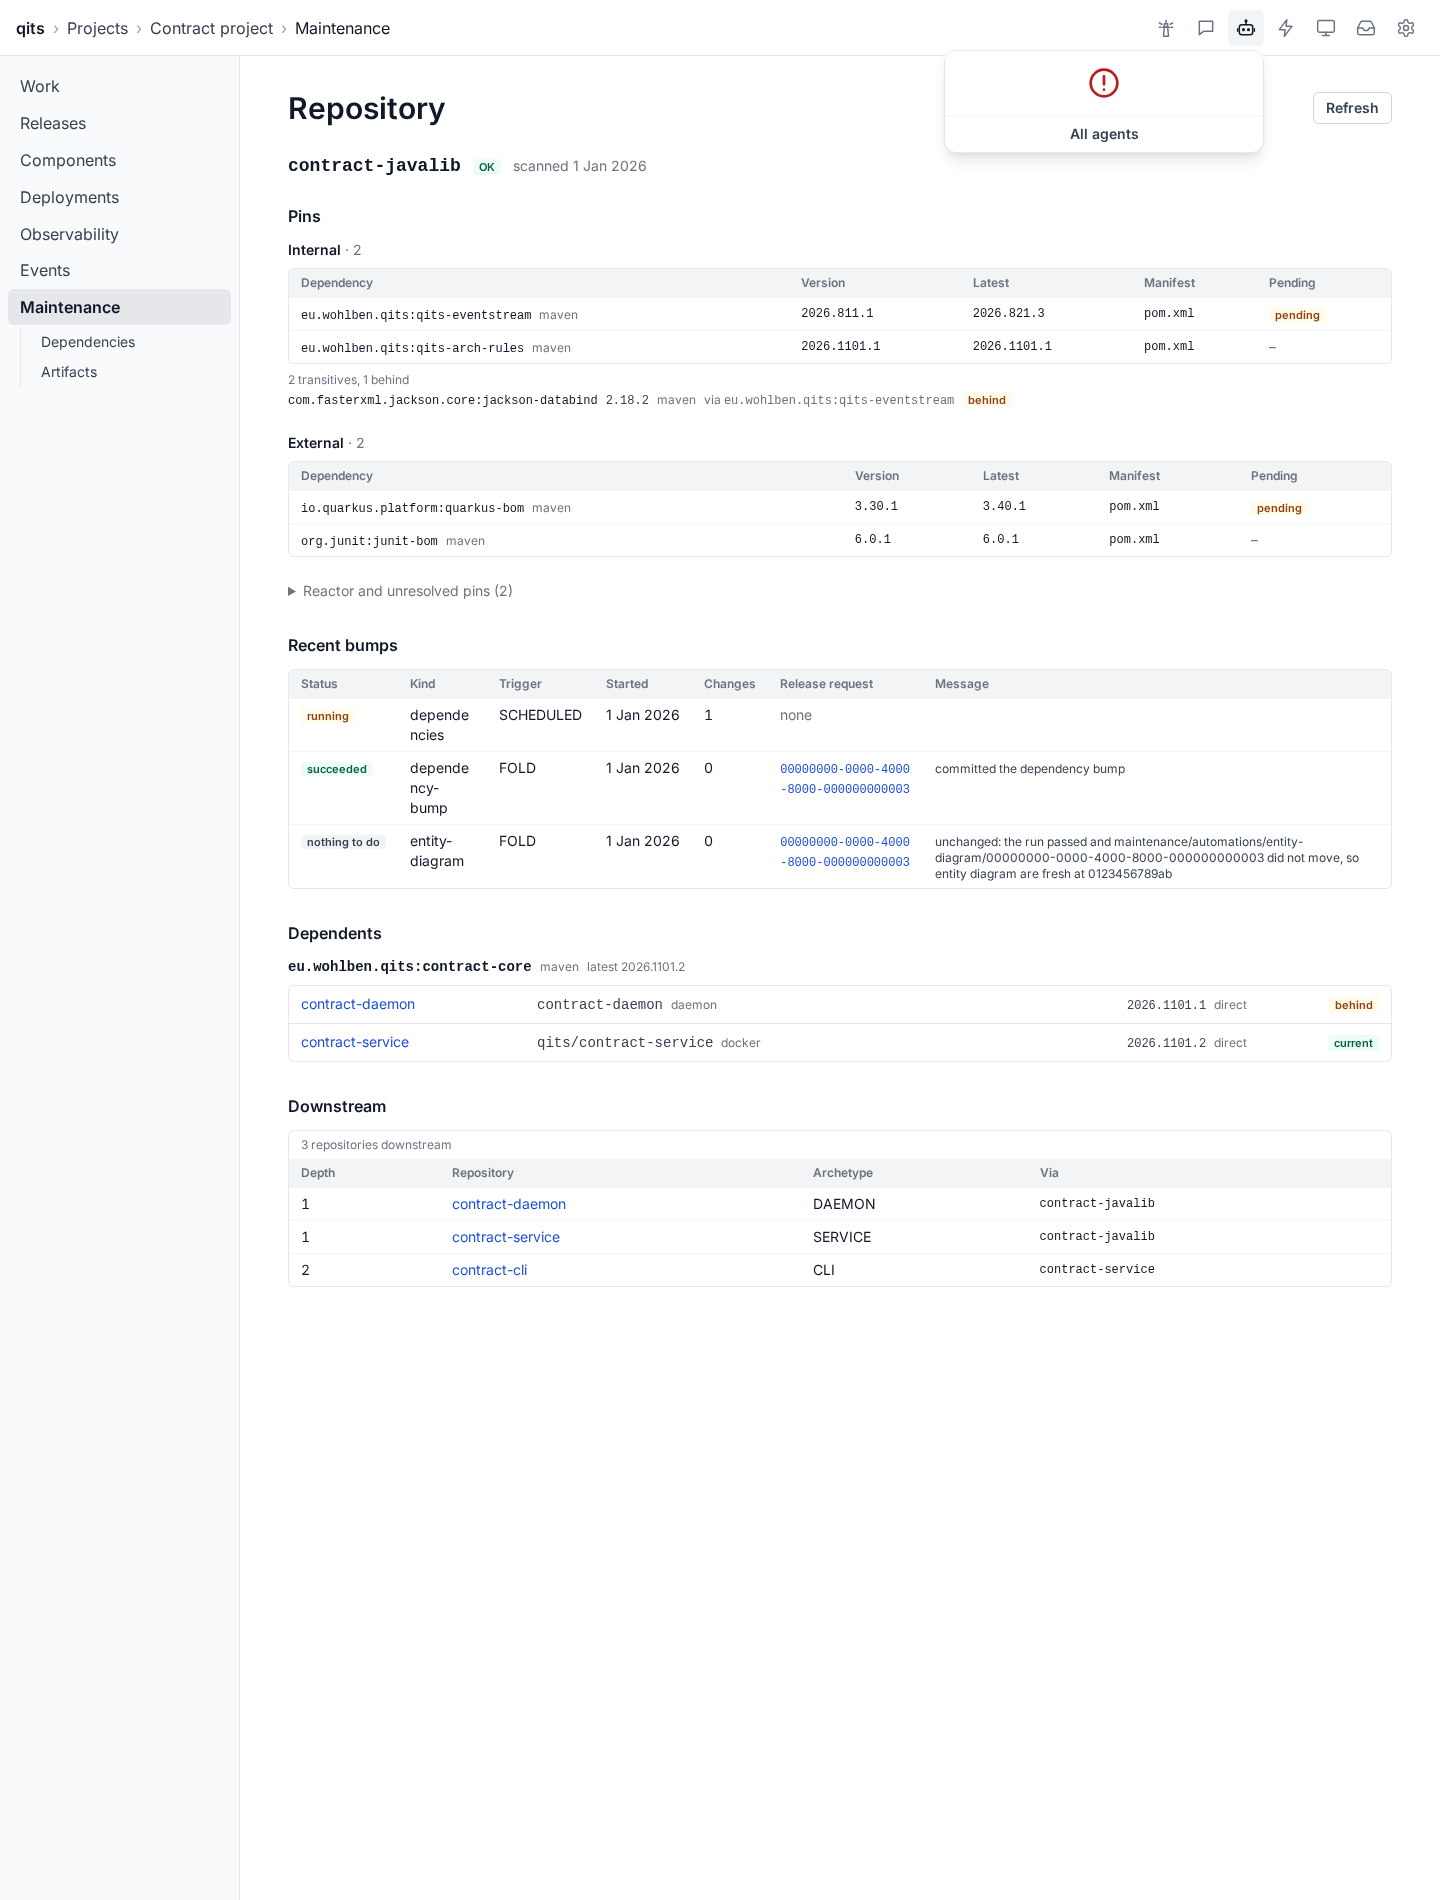 qits › Projects › Contract project › Maintenance
Work
Releases
Components
Deployments
Observability
Events
Maintenance
Dependencies
Artifacts
All agents
Repository
Refresh
contract-javalib OK scanned 1 Jan 2026
Pins
Internal · 2
Dependency Version Latest Manifest Pending
eu.wohlben.qits:qits-eventstream maven 2026.811.1 2026.821.3 pom.xml pending
eu.wohlben.qits:qits-arch-rules maven 2026.1101.1 2026.1101.1 pom.xml –
2 transitives, 1 behind
com.fasterxml.jackson.core:jackson-databind 2.18.2 maven via eu.wohlben.qits:qits-eventstream behind
External · 2
Dependency Version Latest Manifest Pending
io.quarkus.platform:quarkus-bom maven 3.30.1 3.40.1 pom.xml pending
org.junit:junit-bom maven 6.0.1 6.0.1 pom.xml –
Reactor and unresolved pins (2)
Recent bumps
Status Kind Trigger Started Changes Release request Message
running depende SCHEDULED 1 Jan 2026 1 none
ncies
succeeded depende FOLD 1 Jan 2026 0 00000000-0000-4000 committed the dependency bump
ncy- -8000-000000000003
bump
nothing to do entity- FOLD 1 Jan 2026 0 00000000-0000-4000 unchanged: the run passed and maintenance/automations/entity-
diagram -8000-000000000003 diagram/00000000-0000-4000-8000-000000000003 did not move, so
entity diagram are fresh at 0123456789ab
Dependents
eu.wohlben.qits:contract-core maven latest 2026.1101.2
contract-daemon contract-daemon daemon 2026.1101.1 direct behind
contract-service qits/contract-service docker 2026.1101.2 direct current
Downstream
3 repositories downstream
Depth Repository Archetype Via
1 contract-daemon DAEMON contract-javalib
1 contract-service SERVICE contract-javalib
2 contract-cli CLI contract-service